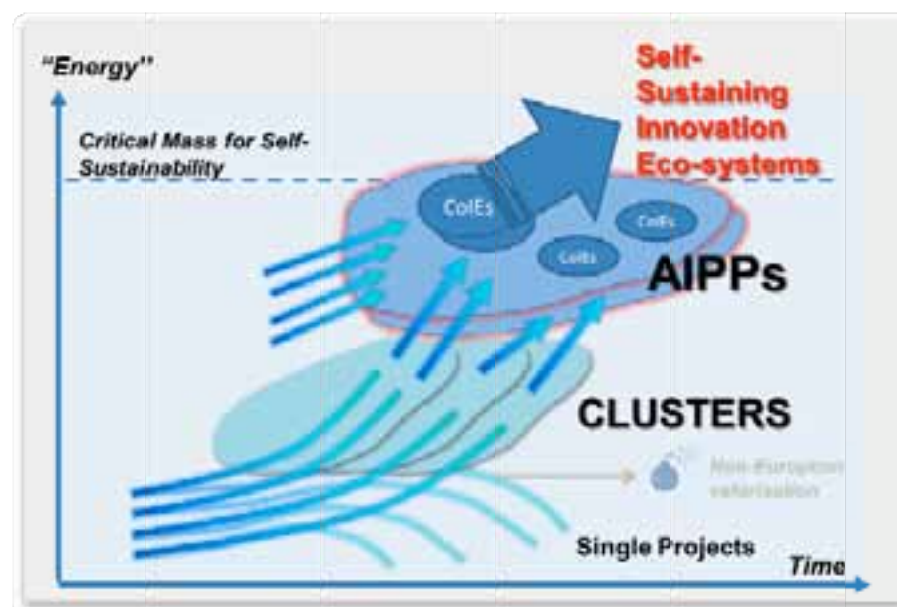 “Energy”
Self-
Sustaining
Innovation
Eco-systems
Critical Mass for Self-
Sustainability
CoIEs
CoIEs
CoIEs
AIPPs
CLUSTERS
Non-European
valorisation
Single Projects
Time